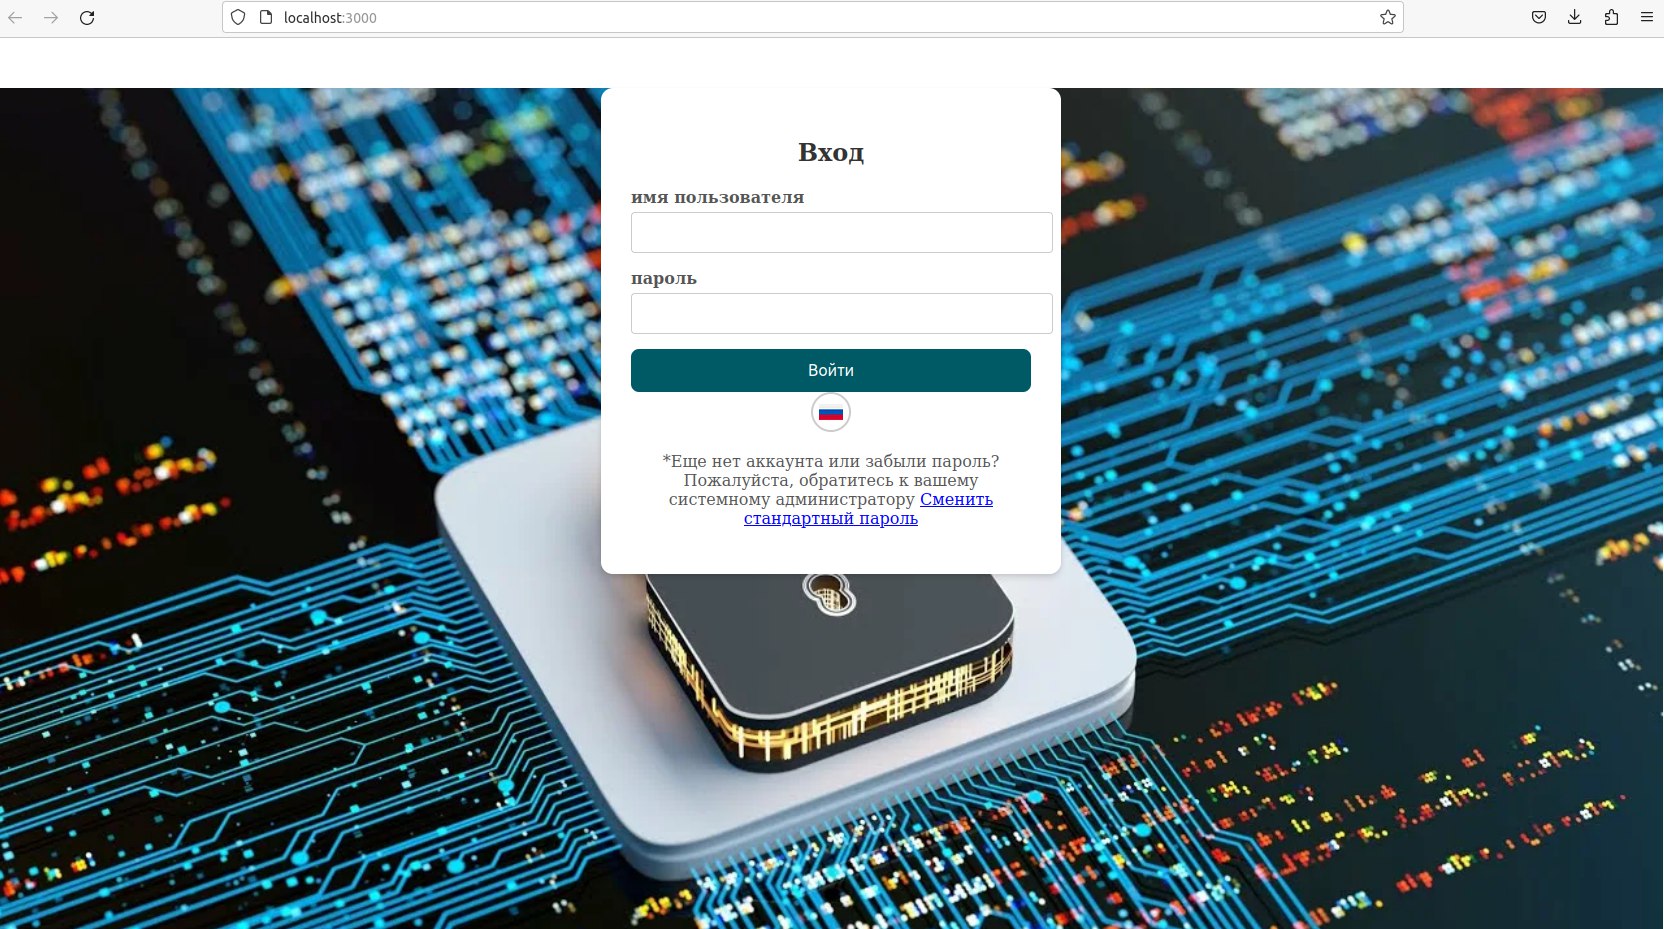 localhost:3000
Вход
имя пользователя
пароль
Войти
*Еще нет аккаунта или забыли пароль?
Пожалуйста, обратитесь к вашему
системному администратору Сменить
стандартный пароль